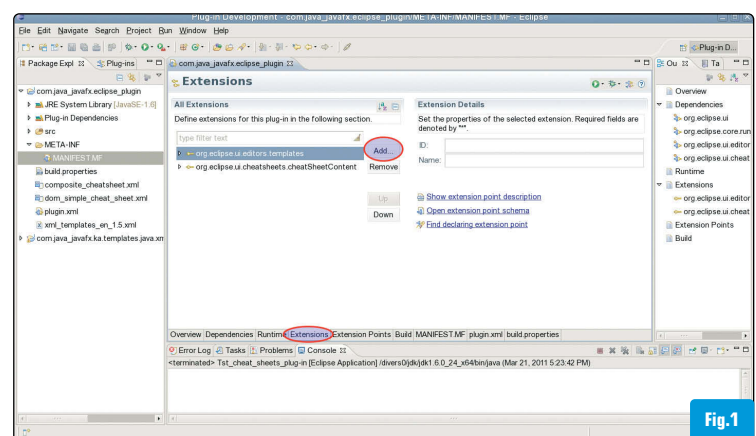 Plug-in Development - com.java_javafx.eclipse_plugin/META-INF/MANIFEST.MF - Eclipse
File Edit Navigate Search Project Run Window Help
Plug-in D...
Package Expl
Plug-ins
com.java_javafx.eclipse_plugin
JRE System Library [JavaSE-1.6]
Plug-in Dependencies
src
META-INF
MANIFEST.MF
build.properties
composite_cheatsheet.xml
dom_simple_cheat_sheet.xml
plugin.xml
xml_templates_en_1.5.xml
com.java_javafx.ka.templates.java.xm
com.java_javafx.eclipse_plugin
Extensions
All Extensions
Define extensions for this plug-in in the following section.
type filter text
org.eclipse.ui.editors.templates
org.eclipse.ui.cheatsheets.cheatSheetContent
Add...
Remove
Up
Down
Extension Details
Set the properties of the selected extension. Required fields are
denoted by "*".
ID:
Name:
Show extension point description
Open extension point schema
Find declaring extension point
Overview Dependencies Runtime Extensions Extension Points Build MANIFEST.MF plugin.xml build.properties
Ou
Ta
Overview
Dependencies
org.eclipse.ui
org.eclipse.core.run
org.eclipse.ui.editor
org.eclipse.ui.cheat
Runtime
Extensions
org.eclipse.ui.editor
org.eclipse.ui.cheat
Extension Points
Build
Error Log Tasks Problems Console
<terminated> Tst_cheat_sheets_plug-in [Eclipse Application] /divers0/jdk/jdk1.6.0_24_x64/bin/java (Mar 21, 2011 5:23:42 PM)
Fig.1